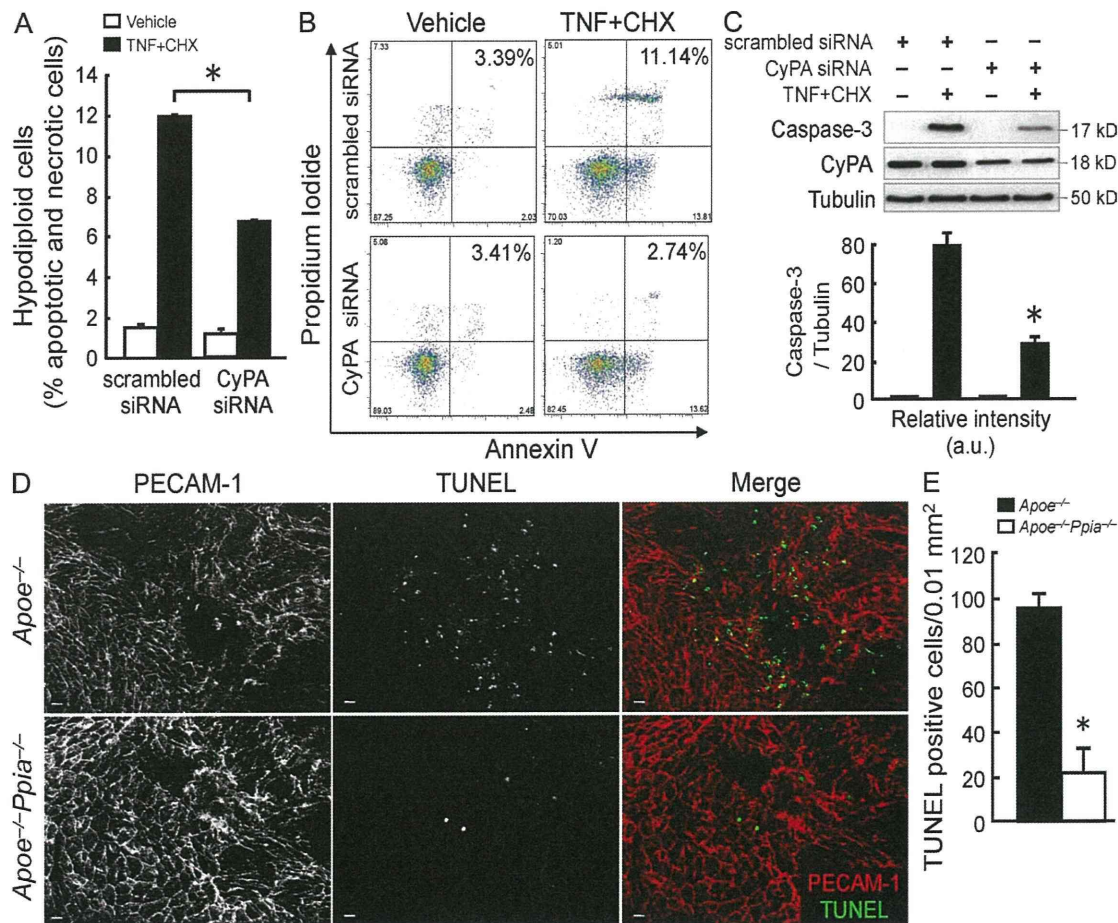 A
Vehicle
TNF+CHX
Hypodiploid cells
(% apoptotic and necrotic cells)
14
12
10
8
6
4
2
0
*
scrambled
siRNA
CyPA
siRNA
B
Vehicle
TNF+CHX
scrambled siRNA
CyPA siRNA
Propidium Iodide
Annexin V
7.33
3.39%
87.25
2.03
5.01
11.14%
70.03
13.81
5.08
3.41%
89.03
2.48
1.20
2.74%
82.45
13.62
C
scrambled siRNA + + – –
CyPA siRNA – – + +
TNF+CHX – + – +
Caspase-3
17 kD
CyPA
18 kD
Tubulin
50 kD
Caspase-3
/ Tubulin
80
60
40
20
0
*
Relative intensity
(a.u.)
D
PECAM-1
TUNEL
Merge
Apoe–/–
Apoe–/–Ppia–/–
PECAM-1
TUNEL
E
Apoe–/–
Apoe–/–Ppia–/–
TUNEL positive cells/0.01 mm²
120
100
80
60
40
20
0
*